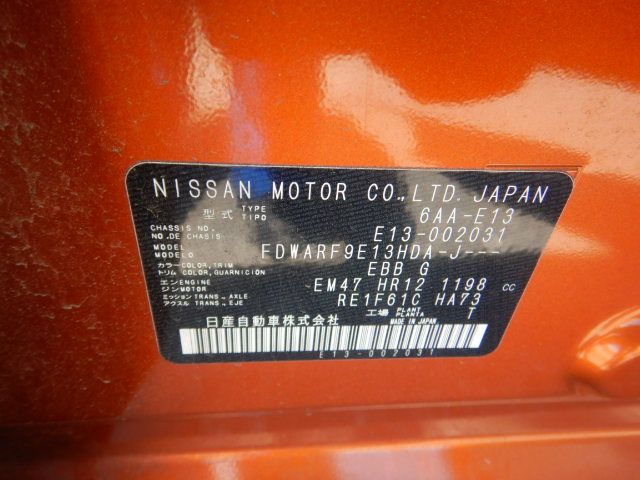 NISSAN MOTOR CO.,LTD. JAPAN
型式 TYPE TIPO 6AA-E13
CHASSIS NO. NO.DE CHASIS E13-002031
MODEL MODELO FDWARF9E13HDA-J---
カラー COLOR,TRIM トリム COLOR,GUARNICION EBB G
エンジン ENGINE MOTOR EM47 HR12 1198 cc
ミッション TRANS., AXLE アクスル TRANS., EJE RE1F61C HA73
工場 PLANT PLANTA T
日産自動車株式会社 MADE IN JAPAN
E13-002031